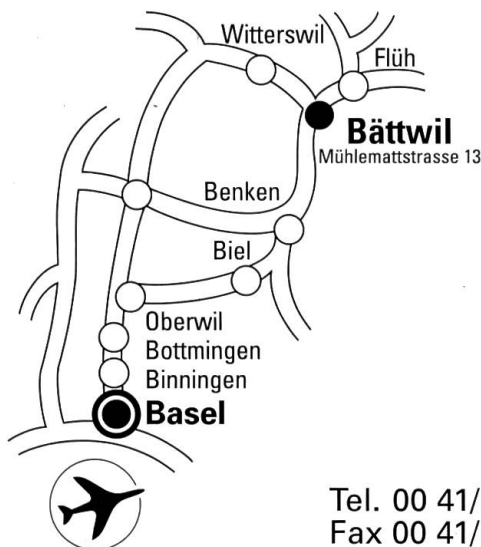 Witterswil
Flüh
Bättwil
Mühlemattstrasse 13
Benken
Biel
Oberwil
Bottmingen
Binningen
Basel
Tel. 00 41/
Fax 00 41/